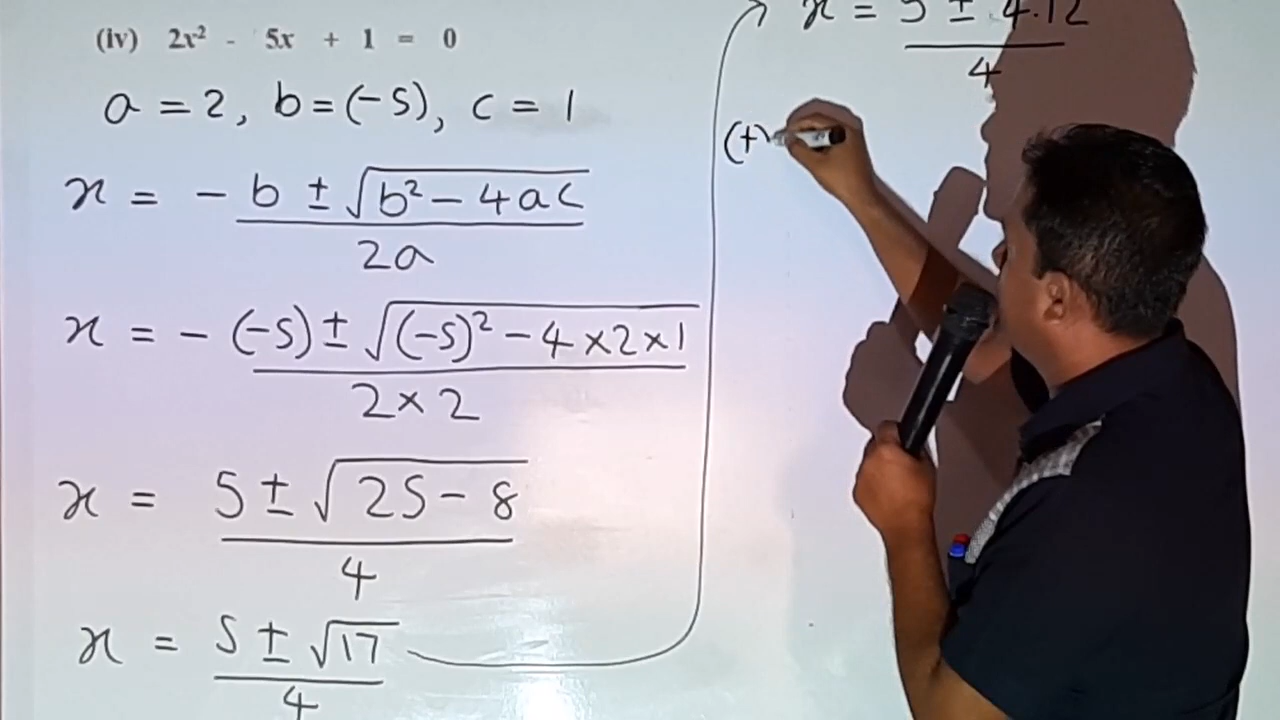 (iv) 2x² - 5x + 1 = 0
a = 2, b = (-5), c = 1
x = - b ± √b² - 4ac
2a
x = - (-5) ± √(-5)² - 4 × 2 × 1
2 × 2
x = 5 ± √25 - 8
4
x = 5 ± √17
4
x = 5 ± 4.12
4
(+)